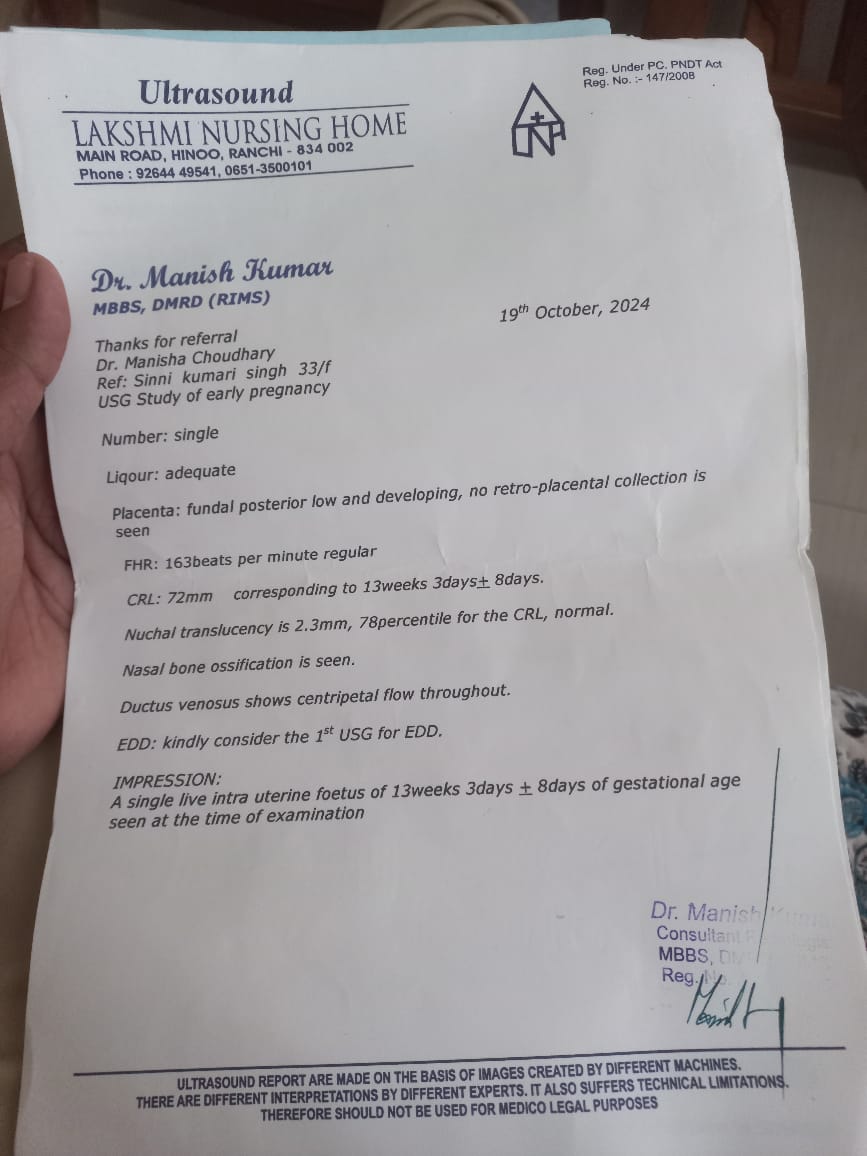 Ultrasound
LAKSHMI NURSING HOME
MAIN ROAD, HINOO, RANCHI - 834 002
Phone : 92644 49541, 0651-3500101
Reg. Under PC. PNDT Act
Reg. No. :- 147/2008
Dr. Manish Kumar
MBBS, DMRD (RIMS)
19th October, 2024
Thanks for referral
Dr. Manisha Choudhary
Ref: Sinni kumari singh 33/f
USG Study of early pregnancy
Number: single
Liqour: adequate
Placenta: fundal posterior low and developing, no retro-placental collection is
seen
FHR: 163beats per minute regular
CRL: 72mm corresponding to 13weeks 3days± 8days.
Nuchal translucency is 2.3mm, 78percentile for the CRL, normal.
Nasal bone ossification is seen.
Ductus venosus shows centripetal flow throughout.
EDD: kindly consider the 1st USG for EDD.
IMPRESSION:
A single live intra uterine foetus of 13weeks 3days ± 8days of gestational age
seen at the time of examination
Dr. Manish Kumar
Consultant
MBBS,
Reg. No.
ULTRASOUND REPORT ARE MADE ON THE BASIS OF IMAGES CREATED BY DIFFERENT MACHINES.
THERE ARE DIFFERENT INTERPRETATIONS BY DIFFERENT EXPERTS. IT ALSO SUFFERS TECHNICAL LIMITATIONS.
THEREFORE SHOULD NOT BE USED FOR MEDICO LEGAL PURPOSES